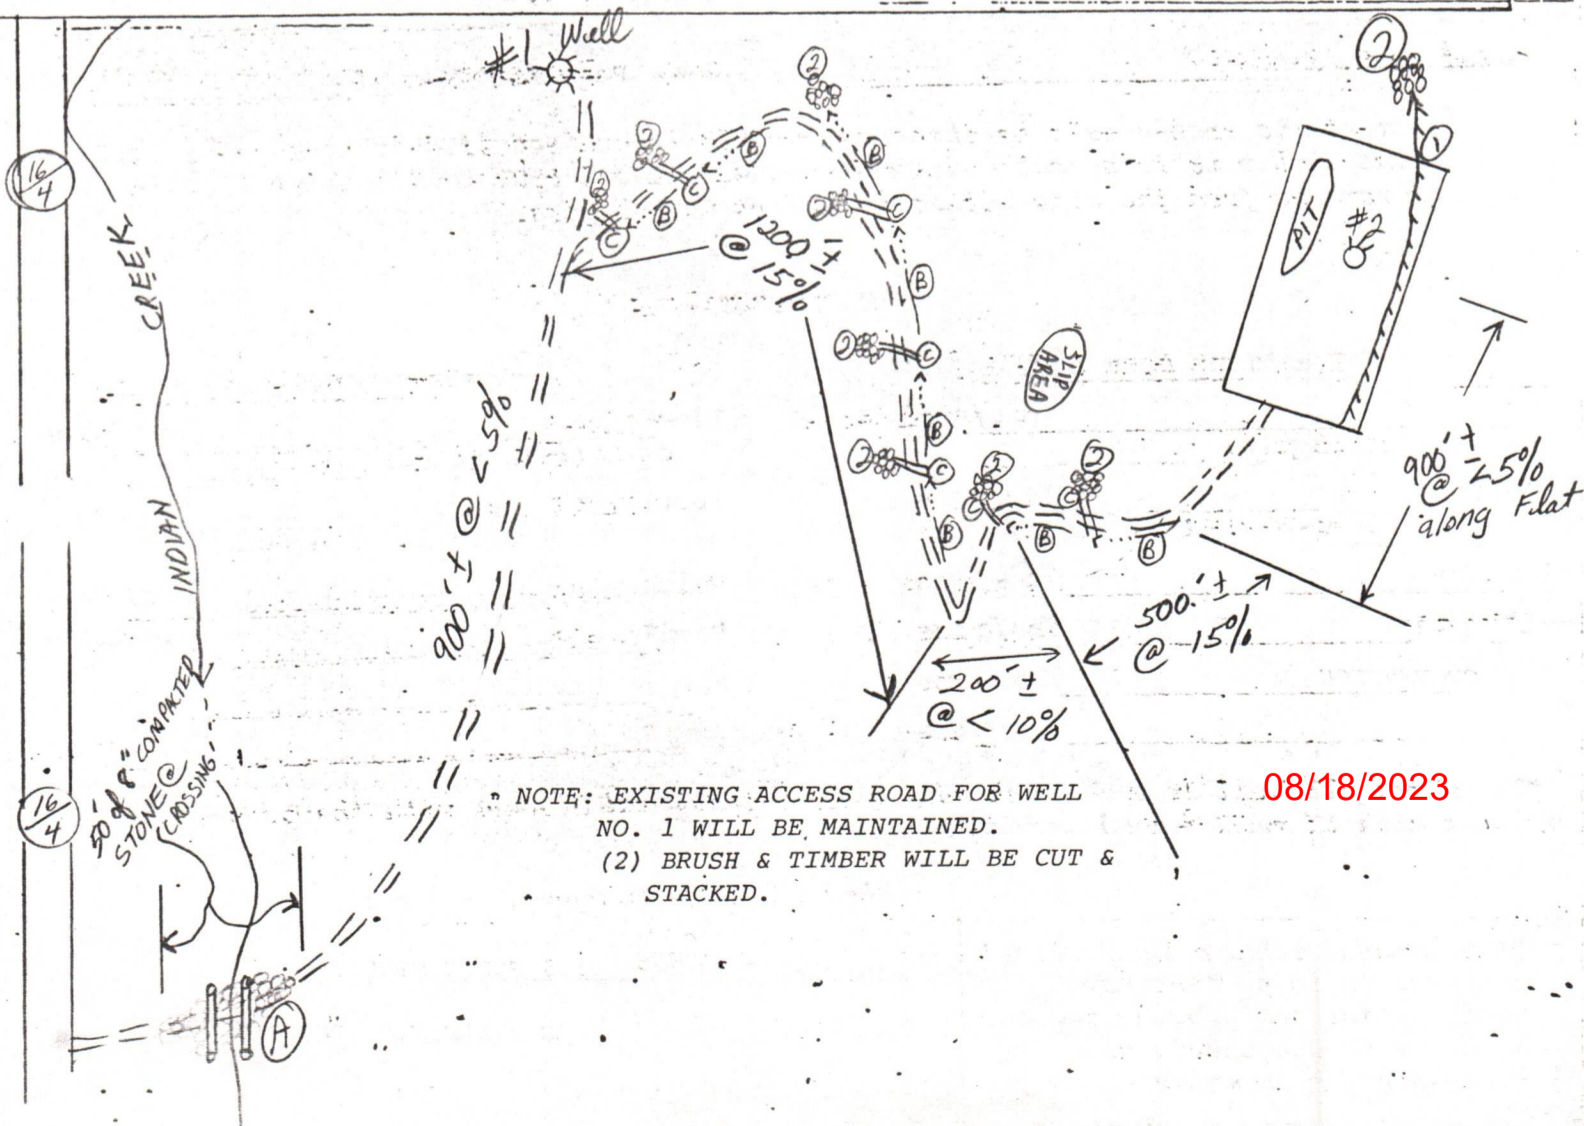 #1 Well
2
2
16/4
1
2
B
B
2
C
B
C
2
C
PIT
#2
1200' ±
@ 15%
CREEK
B
SLIP
AREA
2
C
900' ± @ < 5%
B
2
C
2
2
C
C
900' ±
@ < 5%
along Flat
INDIAN
B
B
B
500' ±
@ 15%
200' ±
@ < 10%
50' of 8" COMPACTED
STONE @
CROSSING
16/4
NOTE: EXISTING ACCESS ROAD FOR WELL
NO. 1 WILL BE MAINTAINED.
(2) BRUSH & TIMBER WILL BE CUT &
STACKED.
08/18/2023
A